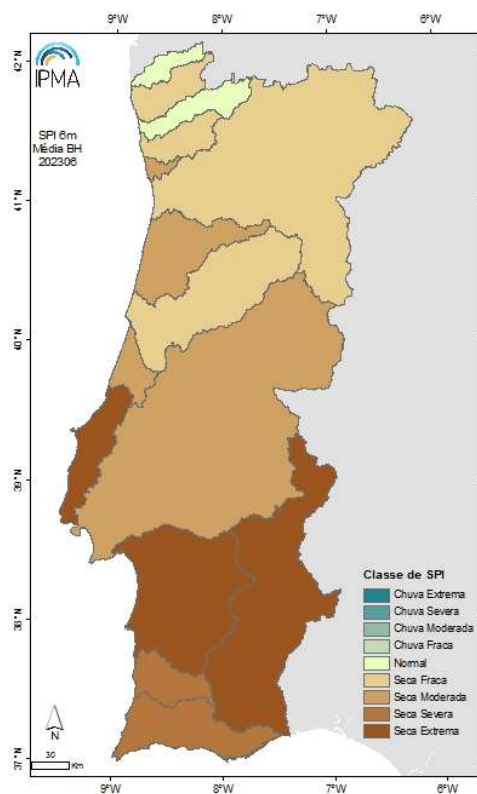 9°W 8°W 7°W 6°W
IPMA
SPI 6m
Média BH
202306
42°N
41°N
40°N
39°N
38°N
37°N
Classe de SPI
Chuva Extrema
Chuva Severa
Chuva Moderada
Chuva Fraca
Normal
Seca Fraca
Seca Moderada
Seca Severa
Seca Extrema
N
30
Km
9°W 8°W 7°W 6°W